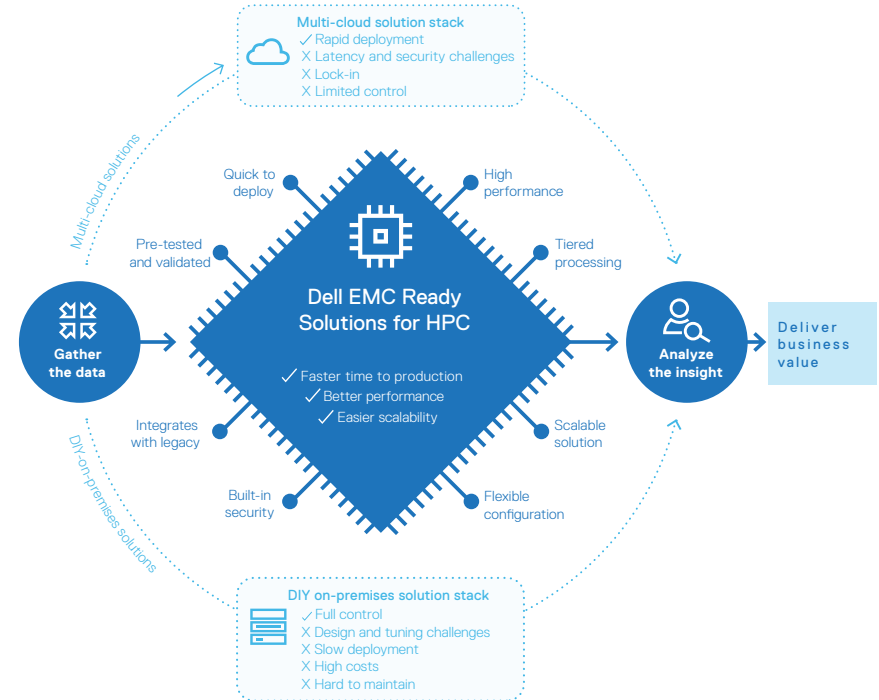 Multi-cloud solution stack
✓ Rapid deployment
X Latency and security challenges
X Lock-in
X Limited control
Multi-cloud solutions
Quick to
deploy
High
performance
Pre-tested
and validated
Tiered
processing
Dell EMC Ready
Solutions for HPC
Gather
the data
Analyze
the insight
Deliver
business
value
✓ Faster time to production
✓ Better performance
✓ Easier scalability
Integrates
with legacy
Scalable
solution
Built-in
security
Flexible
configuration
DIY-on-premises solutions
DIY on-premises solution stack
✓ Full control
X Design and tuning challenges
X Slow deployment
X High costs
X Hard to maintain